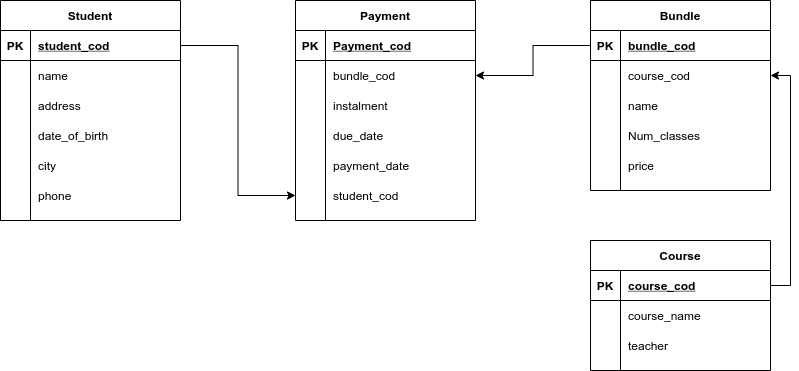 Student
PK student_cod
name
address
date_of_birth
city
phone
Payment
PK Payment_cod
bundle_cod
instalment
due_date
payment_date
student_cod
Bundle
PK bundle_cod
course_cod
name
Num_classes
price
Course
PK course_cod
course_name
teacher